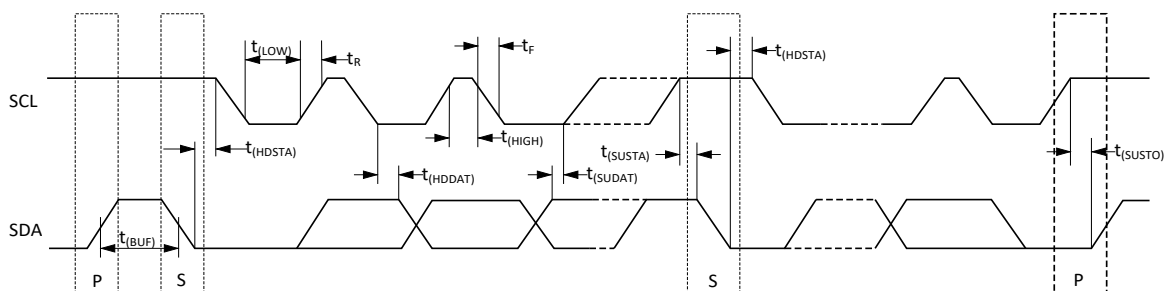 t(LOW)
tR
tF
t(HDSTA)
SCL
t(HDSTA)
t(HIGH)
t(SUSTA)
t(SUSTO)
t(HDDAT)
t(SUDAT)
SDA
t(BUF)
P
S
S
P